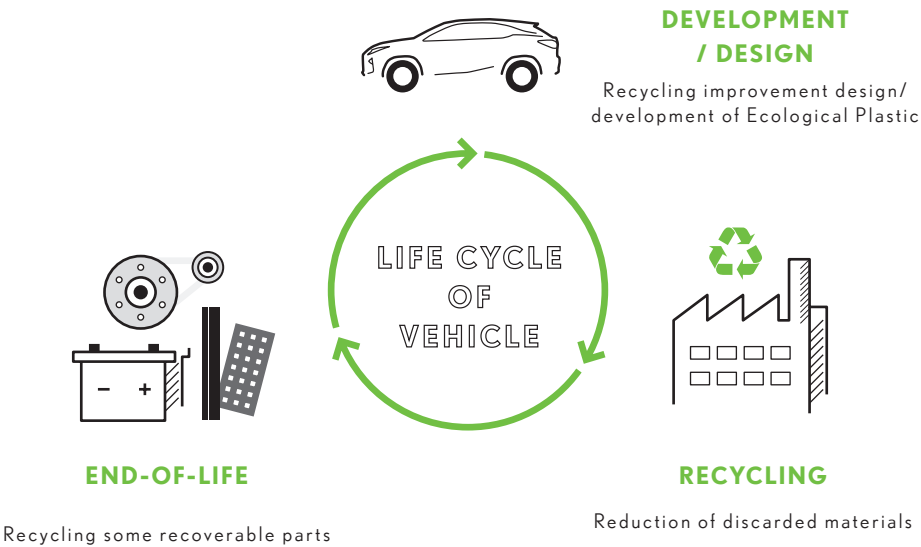 DEVELOPMENT
/ DESIGN
Recycling improvement design/
development of Ecological Plastic
LIFE CYCLE
OF
VEHICLE
END-OF-LIFE
Recycling some recoverable parts
RECYCLING
Reduction of discarded materials